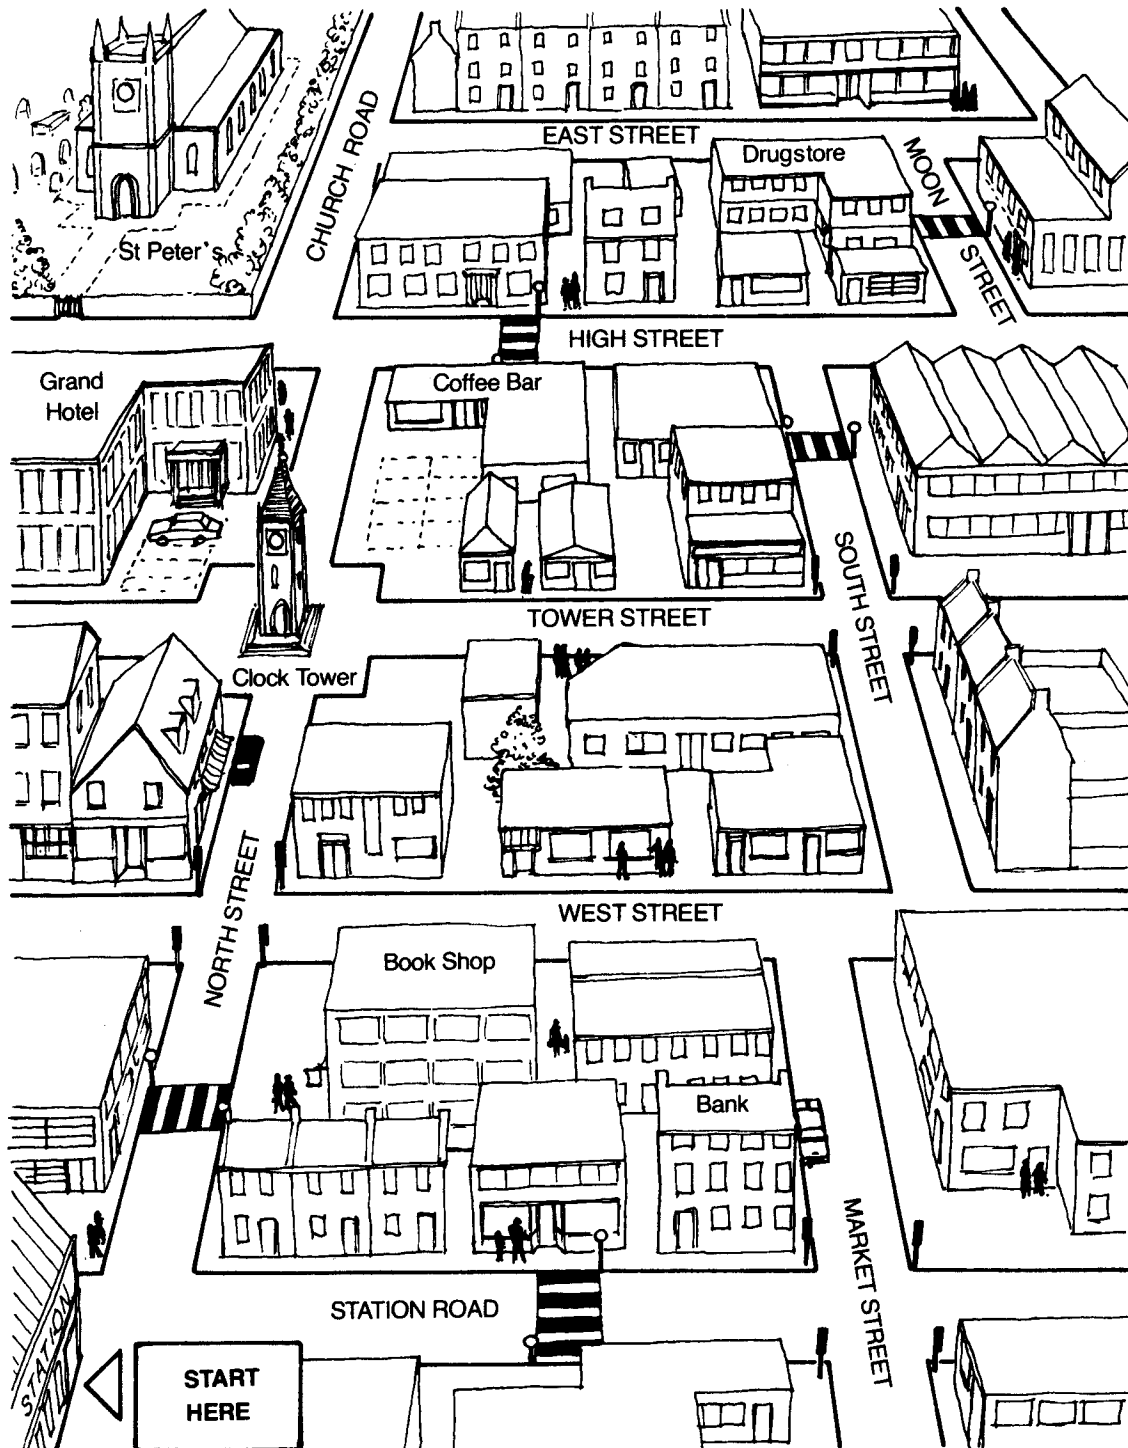 EAST STREET
CHURCH ROAD
Drugstore
MOON
STREET
St Peter's
HIGH STREET
Grand
Hotel
Coffee Bar
SOUTH STREET
TOWER STREET
Clock Tower
NORTH STREET
WEST STREET
Book Shop
Bank
MARKET STREET
STATION ROAD
STATION
START
HERE